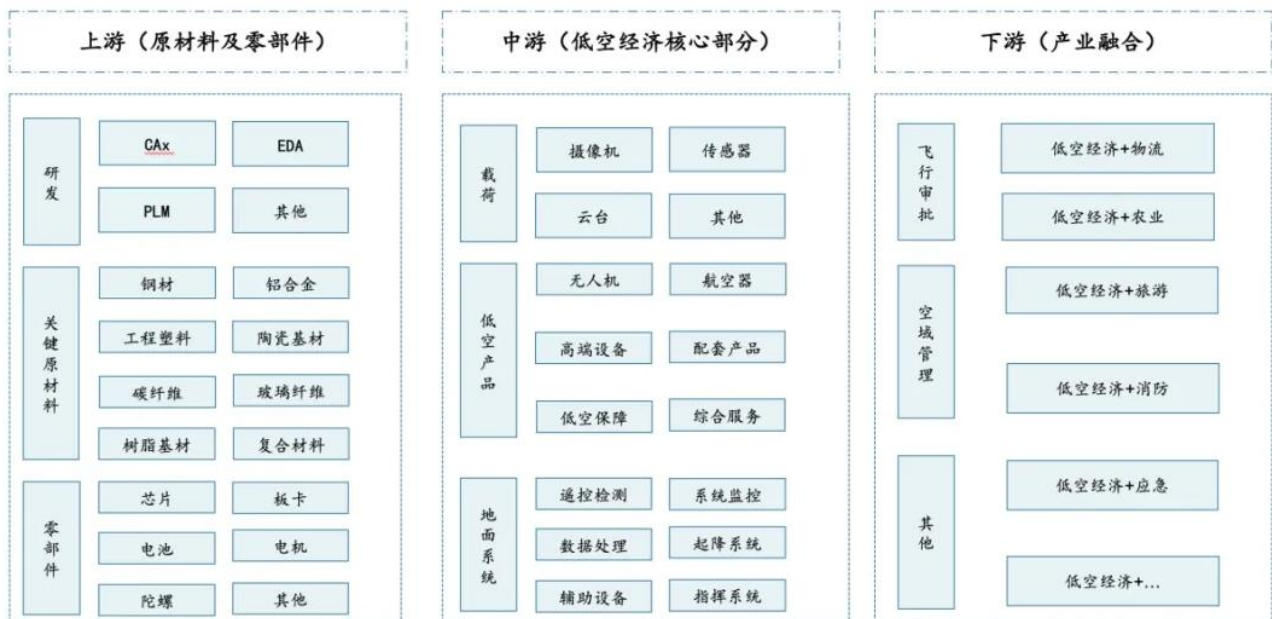 上游（原材料及零部件）
研发
CAx
EDA
PLM
其他
关键原材料
钢材
铝合金
工程塑料
陶瓷基材
碳纤维
玻璃纤维
树脂基材
复合材料
零部件
芯片
板卡
电池
电机
陀螺
其他
中游（低空经济核心部分）
载荷
摄像机
传感器
云台
其他
低空产品
无人机
航空器
高端设备
配套产品
低空保障
综合服务
地面系统
遥控检测
系统监控
数据处理
起降系统
辅助设备
指挥系统
下游（产业融合）
飞行审批
低空经济+物流
低空经济+农业
空域管理
低空经济+旅游
低空经济+消防
其他
低空经济+应急
低空经济+...